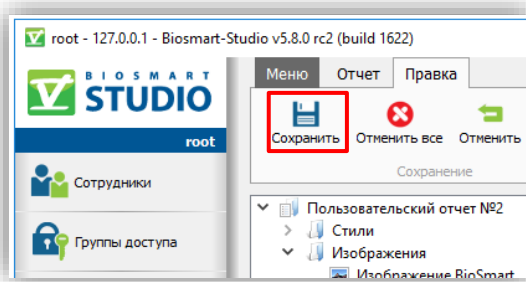 root - 127.0.0.1 - Biosmart-Studio v5.8.0 rc2 (build 1622)
BIOSMART
STUDIO
root
Сотрудники
Группы доступа
Меню Отчет Правка
Сохранить Отменить все Отменить
Сохранение
Пользовательский отчет №2
Стили
Изображения
Изображение BioSmart